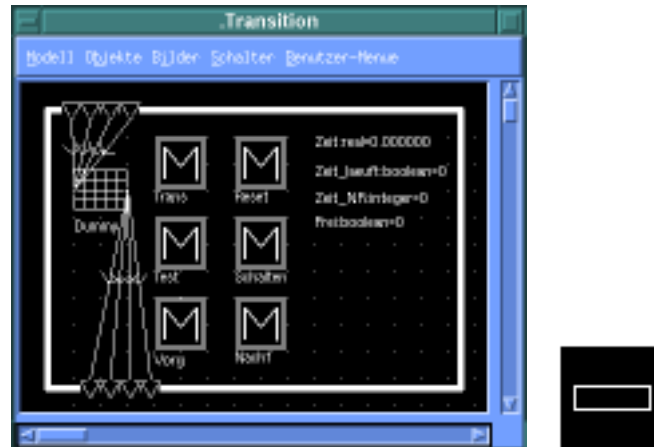 .Transition
Modell Objekte Bilder Schalter Benutzer-Menue
Zeit:real=0.000000
M M
Zeit_laeuft:boolean=0
Trans Reset Zeit_NR:integer=0
Frei:boolean=0
Dummy
M M
Test Schalten
M M
Vorg Nachf